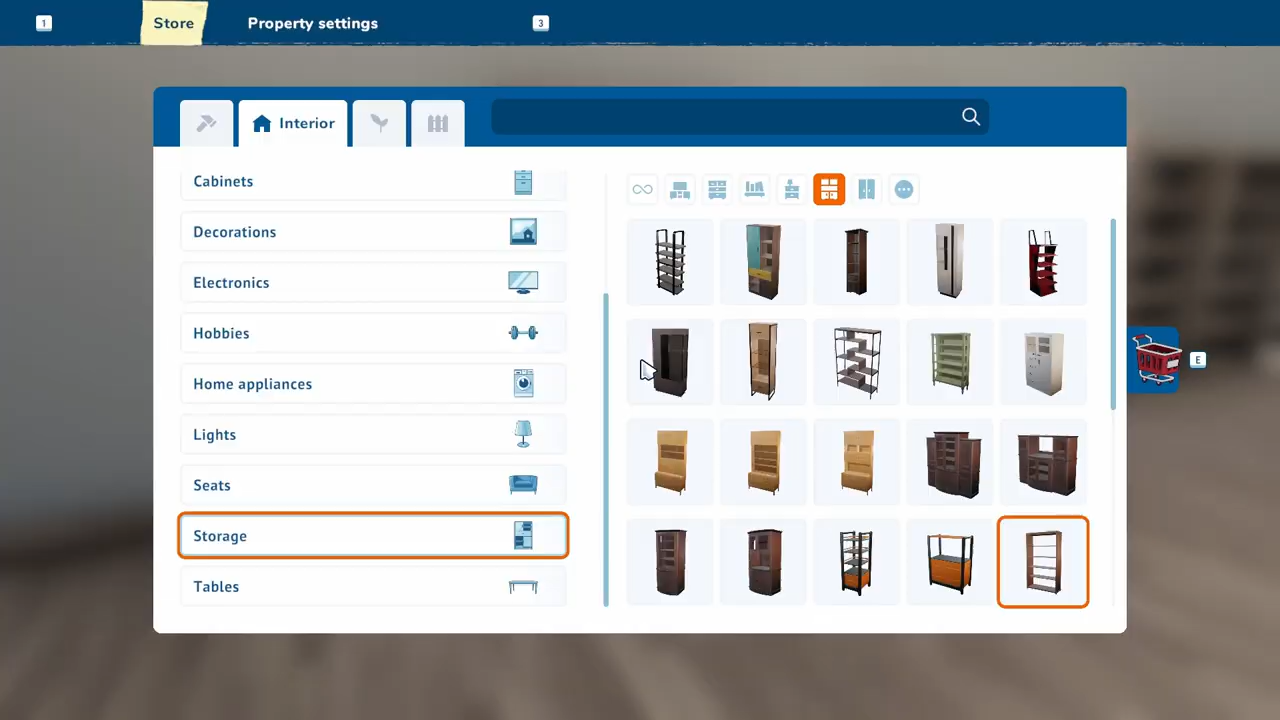 1
Store
Property settings
3
Interior
Cabinets
Decorations
Electronics
Hobbies
Home appliances
Lights
Seats
Storage
Tables
E